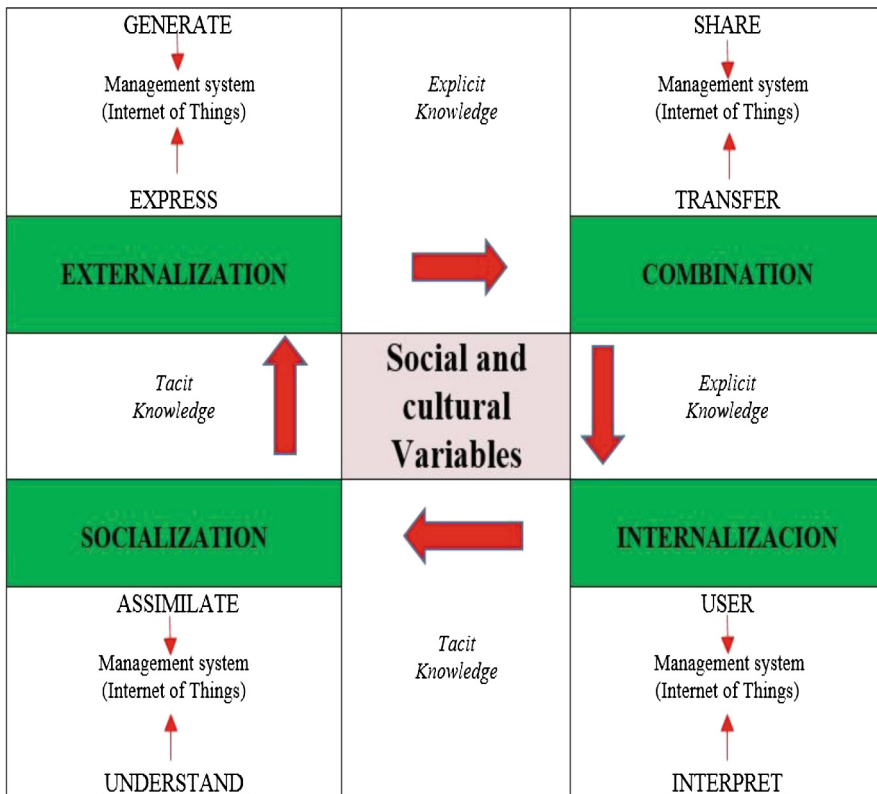 GENERATE
Management system
(Internet of Things)
EXPRESS
EXTERNALIZATION
Explicit
Knowledge
SHARE
Management system
(Internet of Things)
TRANSFER
COMBINATION
Tacit
Knowledge
Social and
cultural
Variables
Explicit
Knowledge
SOCIALIZATION
ASSIMILATE
Management system
(Internet of Things)
UNDERSTAND
Tacit
Knowledge
INTERNALIZACION
USER
Management system
(Internet of Things)
INTERPRET